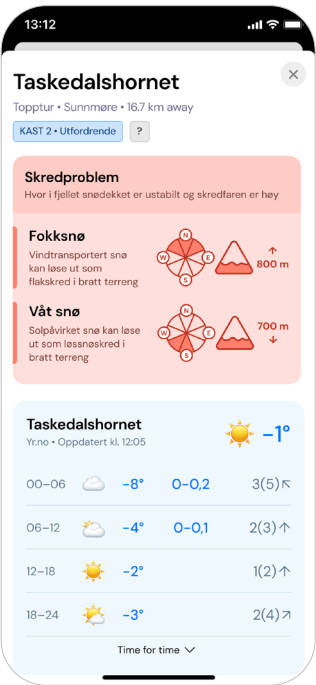 13:12
Taskedalshornet
Topptur • Sunnmøre • 16.7 km away
KAST 2 • Utfordrende
?
Skredproblem
Hvor i fjellet snødekket er ustabilt og skredfaren er høy
Fokksnø
Vindtransportert snø
kan løse ut som
flakskred i bratt terreng
N
W E
S
↑
800 m
Våt snø
Solpåvirket snø kan løse
ut som løssnøskred i
bratt terreng
N
W E
S
700 m
↓
Taskedalshornet
Yr.no • Oppdatert kl. 12:05
-1°
00–06 -8° 0-0,2 3(5)↖
06–12 -4° 0-0,1 2(3)↑
12–18 -2° 1(2)↑
18–24 -3° 2(4)↗
Time for time